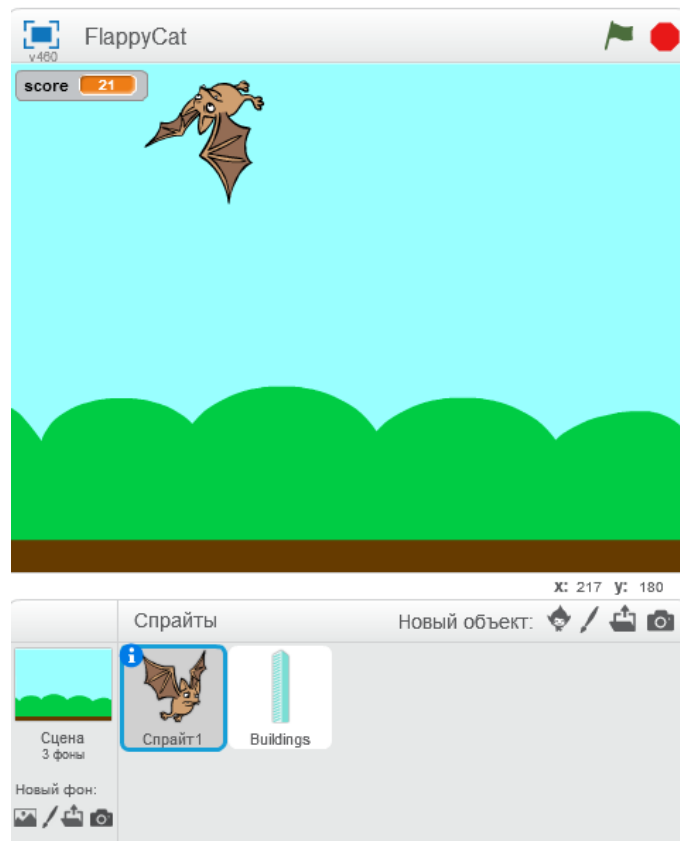 FlappyCat
v460
score 21
x: 217 y: 180
Спрайты
Новый объект:
Сцена
3 фоны
Спрайт1
Buildings
Новый фон: